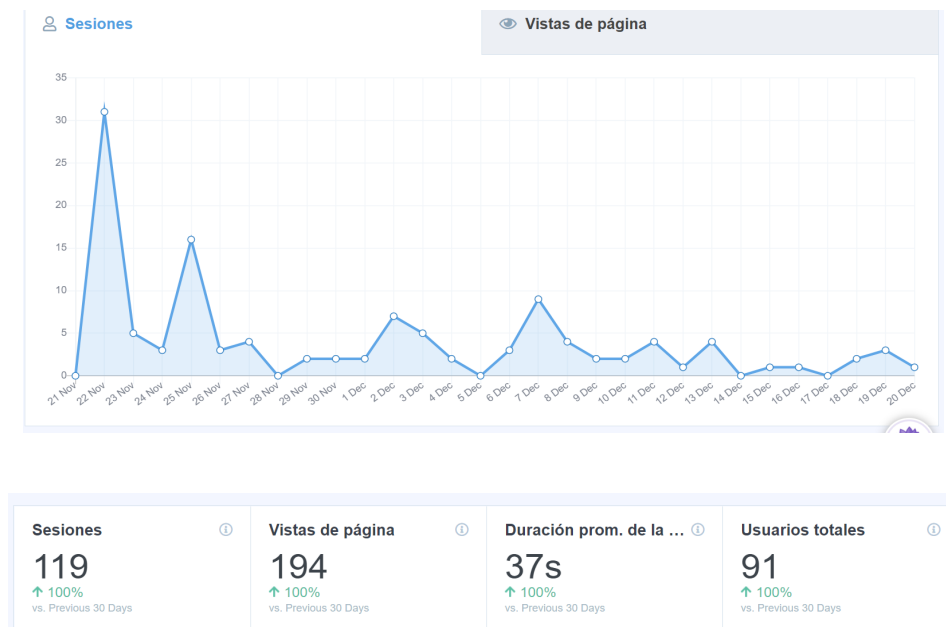 Sesiones
Vistas de página
35
30
25
20
15
10
5
0
21 Nov
22 Nov
23 Nov
24 Nov
25 Nov
26 Nov
27 Nov
28 Nov
29 Nov
30 Nov
1 Dec
2 Dec
3 Dec
4 Dec
5 Dec
6 Dec
7 Dec
8 Dec
9 Dec
10 Dec
11 Dec
12 Dec
13 Dec
14 Dec
15 Dec
16 Dec
17 Dec
18 Dec
19 Dec
20 Dec
Sesiones
119
↑ 100%
vs. Previous 30 Days
Vistas de página
194
↑ 100%
vs. Previous 30 Days
Duración prom. de la ...
37s
↑ 100%
vs. Previous 30 Days
Usuarios totales
91
↑ 100%
vs. Previous 30 Days